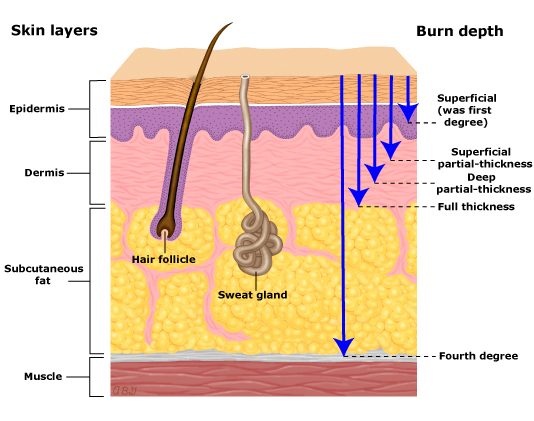 Skin layers
Burn depth
Epidermis
Dermis
Subcutaneous
fat
Muscle
Hair follicle
Sweat gland
Superficial
(was first
degree)
Superficial
partial-thickness
Deep
partial-thickness
Full thickness
Fourth degree